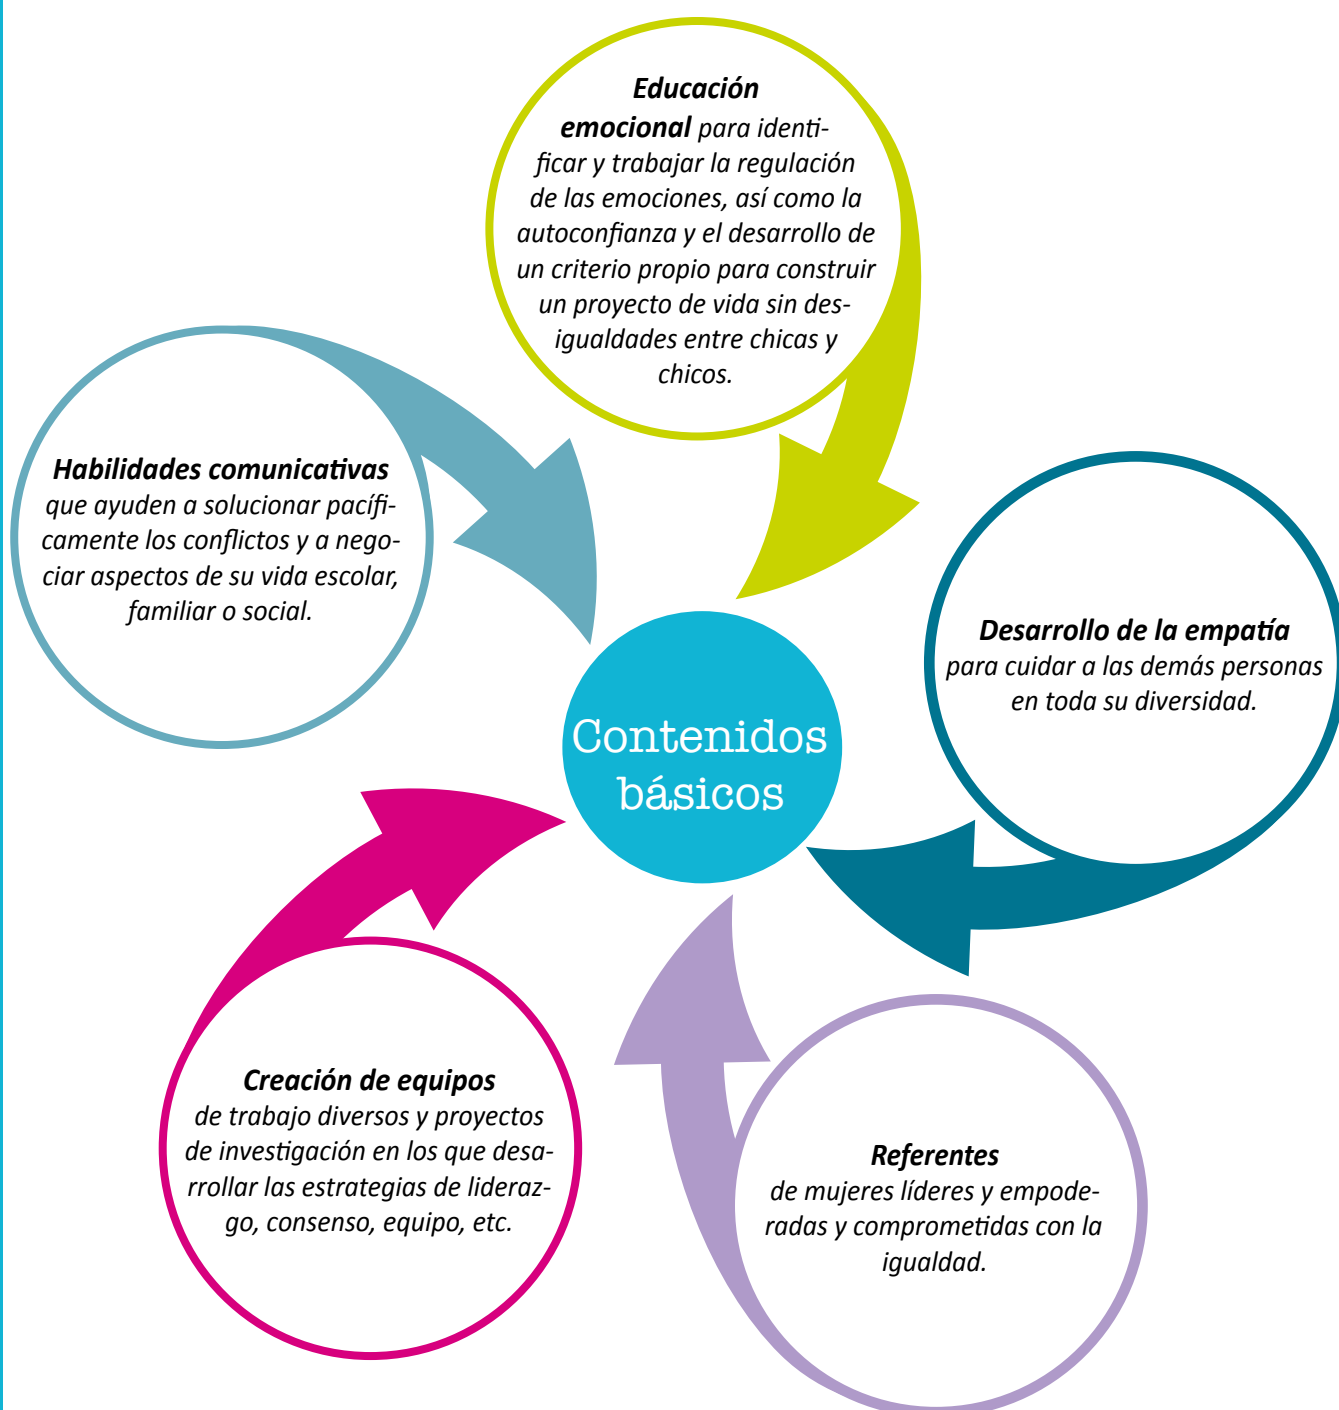 Educación
emocional para identi-
ficar y trabajar la regulación
de las emociones, así como la
autoconfianza y el desarrollo de
un criterio propio para construir
un proyecto de vida sin des-
igualdades entre chicas y
chicos.
Habilidades comunicativas
que ayuden a solucionar pacífi-
camente los conflictos y a nego-
ciar aspectos de su vida escolar,
familiar o social.
Desarrollo de la empatía
para cuidar a las demás personas
en toda su diversidad.
Contenidos
básicos
Creación de equipos
de trabajo diversos y proyectos
de investigación en los que desa-
rrollar las estrategias de lideraz-
go, consenso, equipo, etc.
Referentes
de mujeres líderes y empode-
radas y comprometidas con la
igualdad.